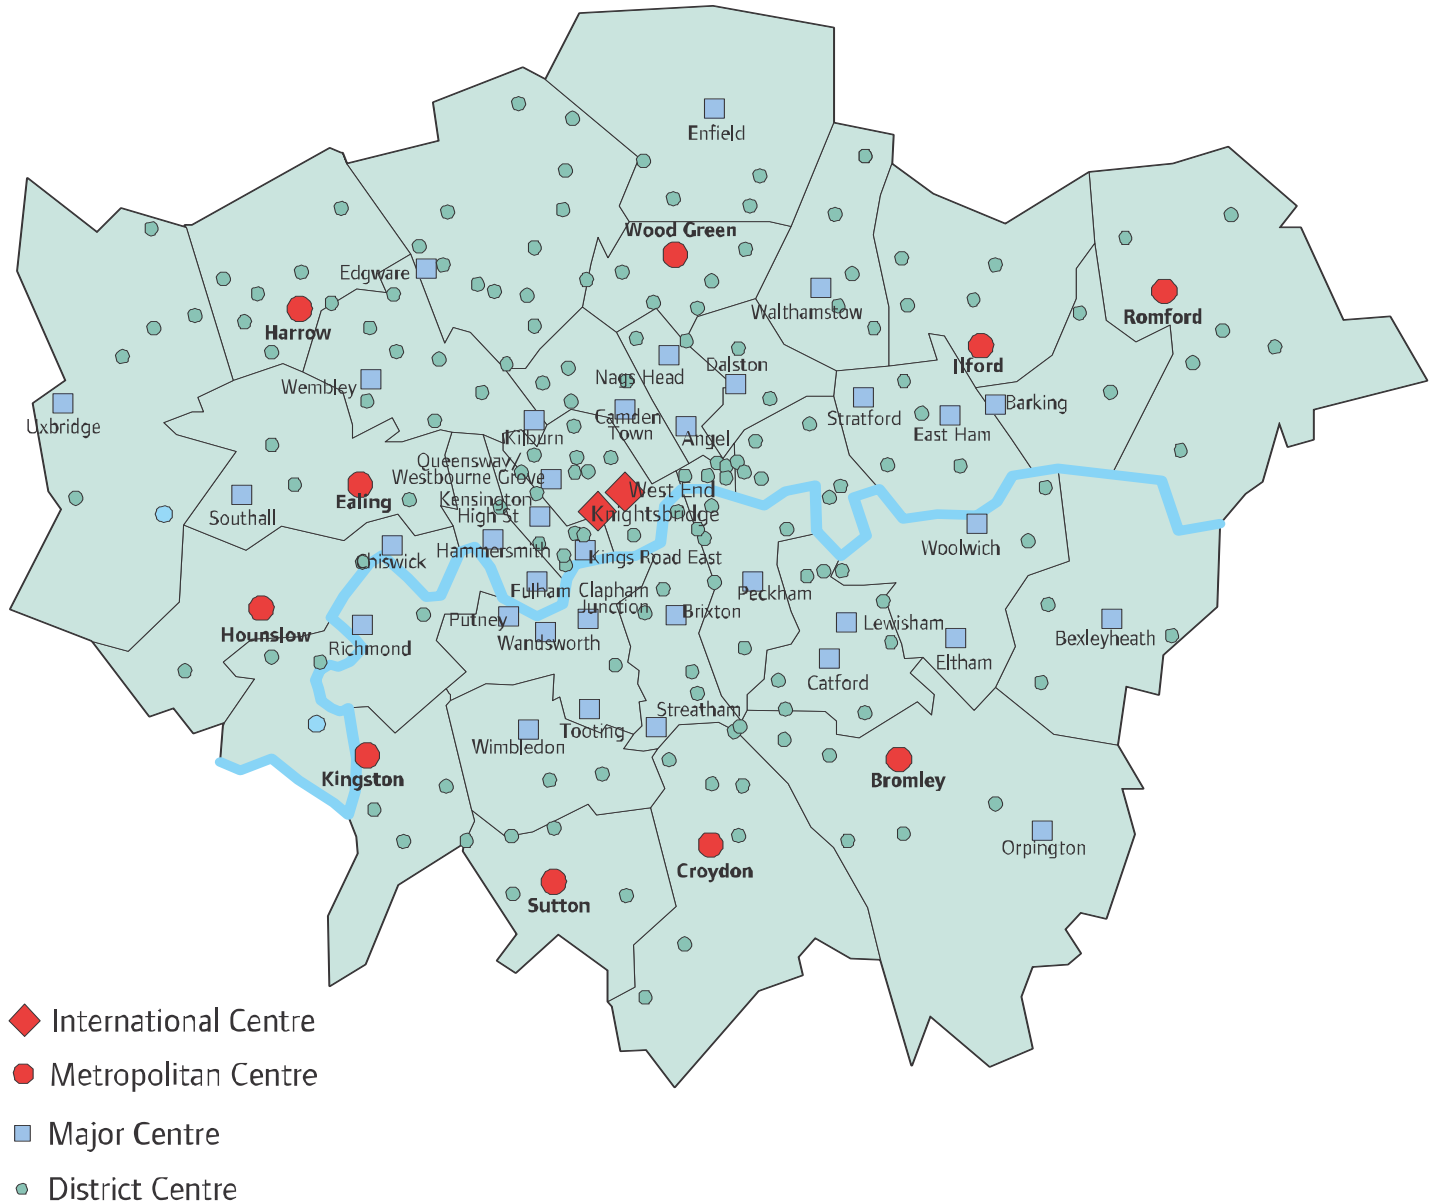 Enfield
Wood Green
Edgware
Walthamstow
Romford
Harrow
Ilford
Dalston
Nags Head
Wembley
Barking
Uxbridge
Camden
Town
Stratford
East Ham
Kilburn
Angel
Queensway/
Westbourne Grove
Ealing
Kensington
High St
West End
Knightsbridge
Southall
Hammersmith
Chiswick
Kings Road East
Woolwich
Fulham
Clapham
Junction
Peckham
Putney
Brixton
Lewisham
Hounslow
Richmond
Wandsworth
Bexleyheath
Eltham
Catford
Streatham
Tooting
Wimbledon
Kingston
Bromley
Orpington
Croydon
Sutton
International Centre
Metropolitan Centre
Major Centre
District Centre